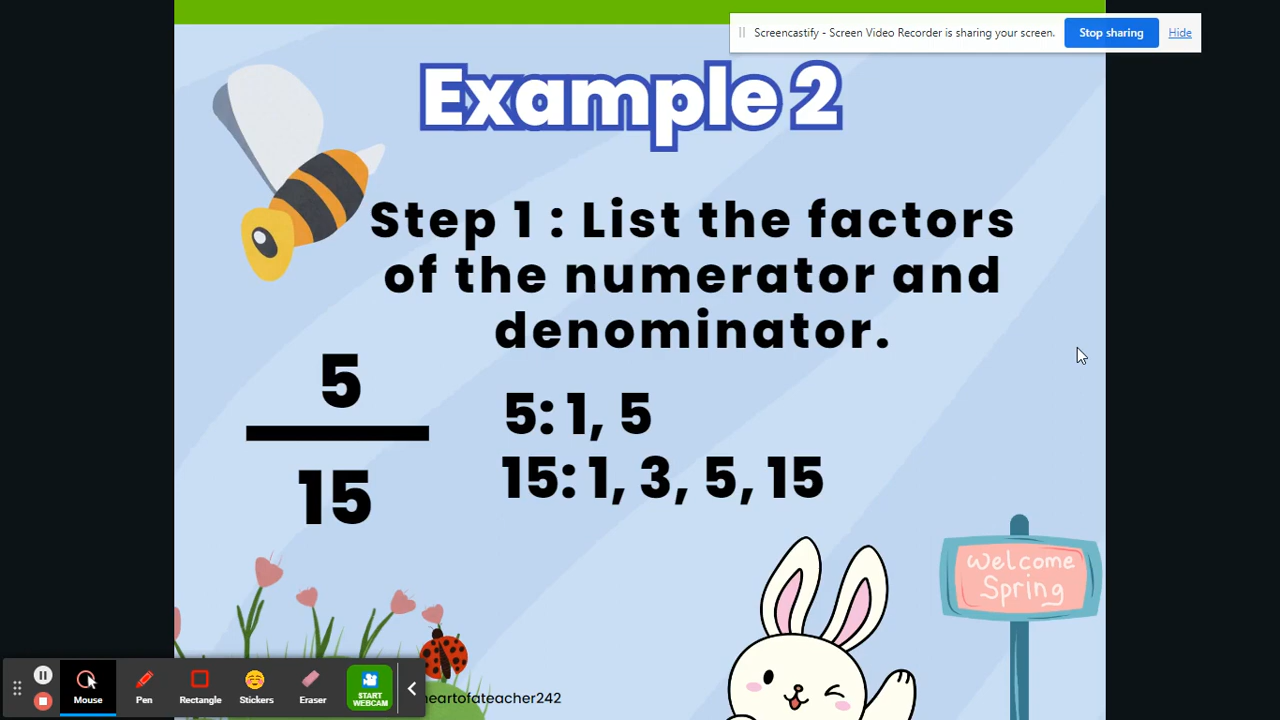 Screencastify - Screen Video Recorder is sharing your screen. Stop sharing Hide
Example 2
Step 1 : List the factors
of the numerator and
denominator.
5
15
5: 1, 5
15: 1, 3, 5, 15
Welcome
Spring
Mouse
Pen
Rectangle
Stickers
Eraser
START
WEBCAM
heartofateacher242